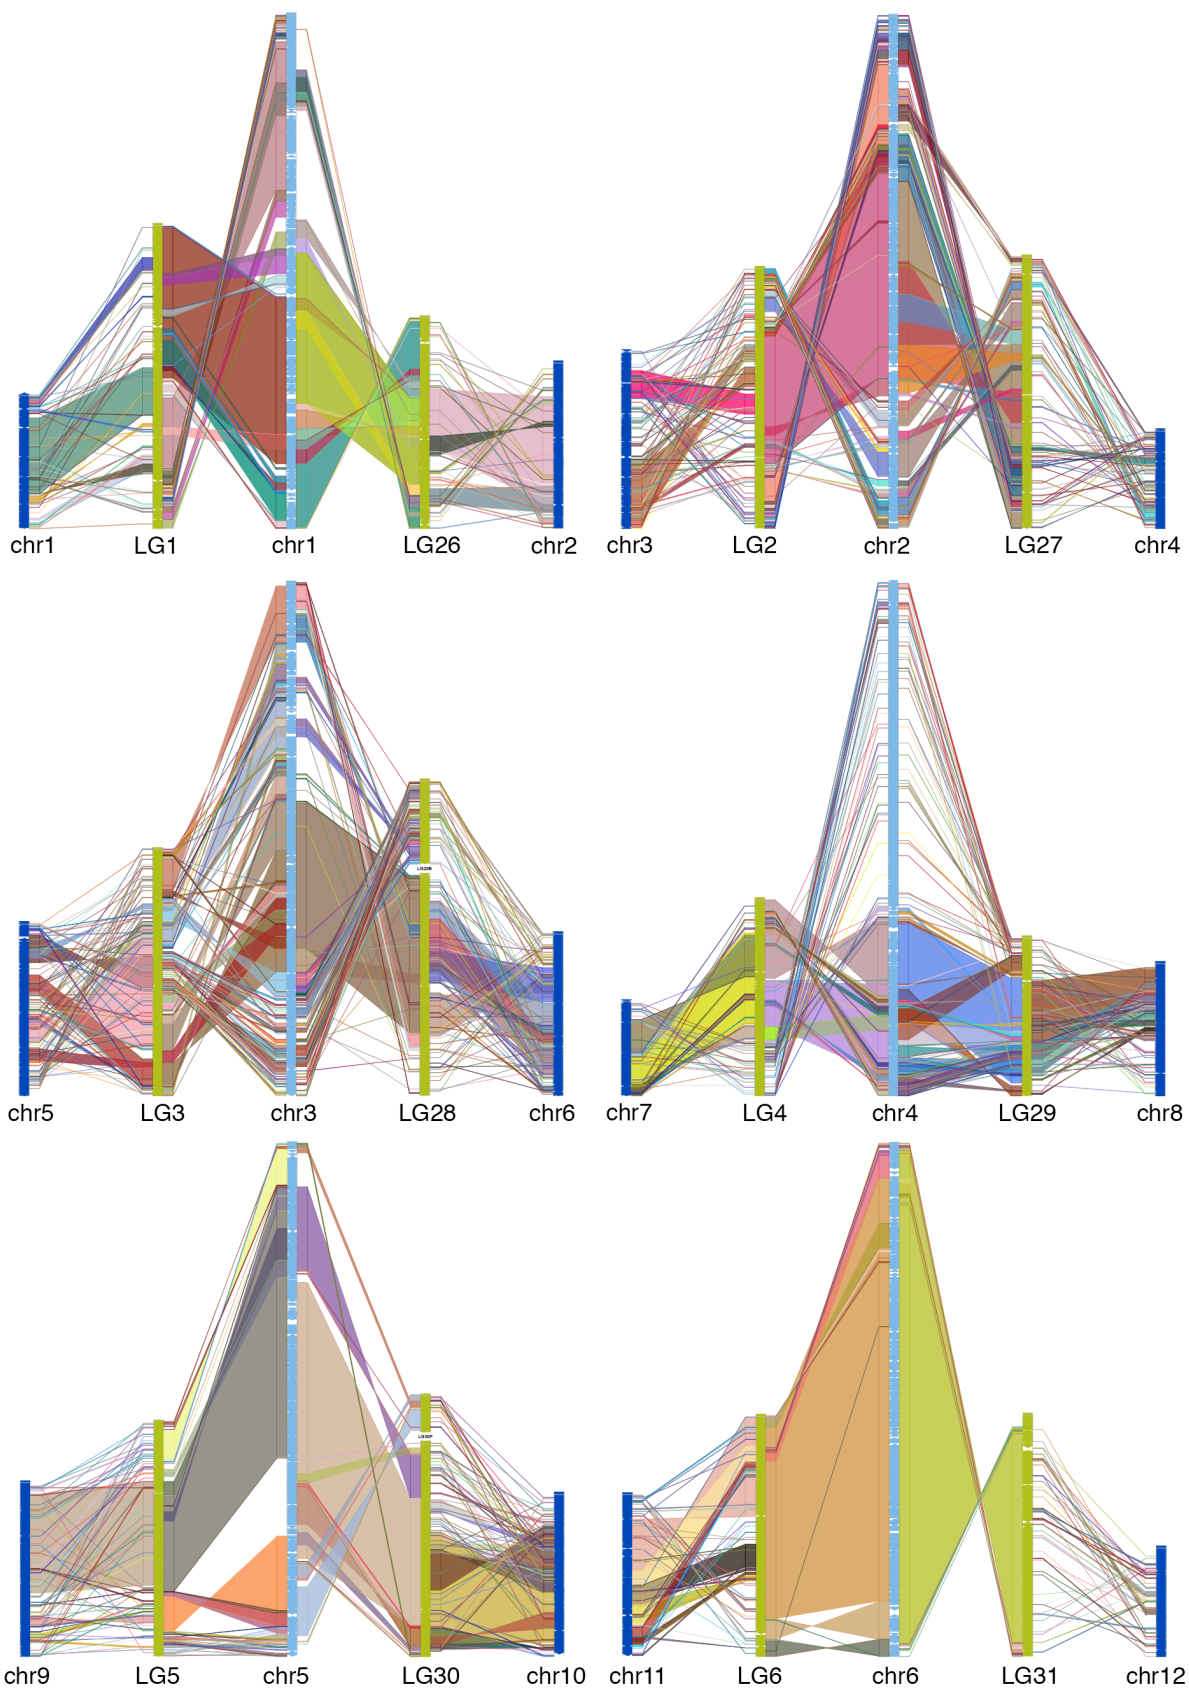 chr1 LG1 chr1 LG26 chr2
chr3 LG2 chr2 LG27 chr4
LG28B
chr5 LG3 chr3 LG28 chr6
chr7 LG4 chr4 LG29 chr8
chr9 LG5 chr5 LG30 chr10
chr11 LG6 chr6 LG31 chr12